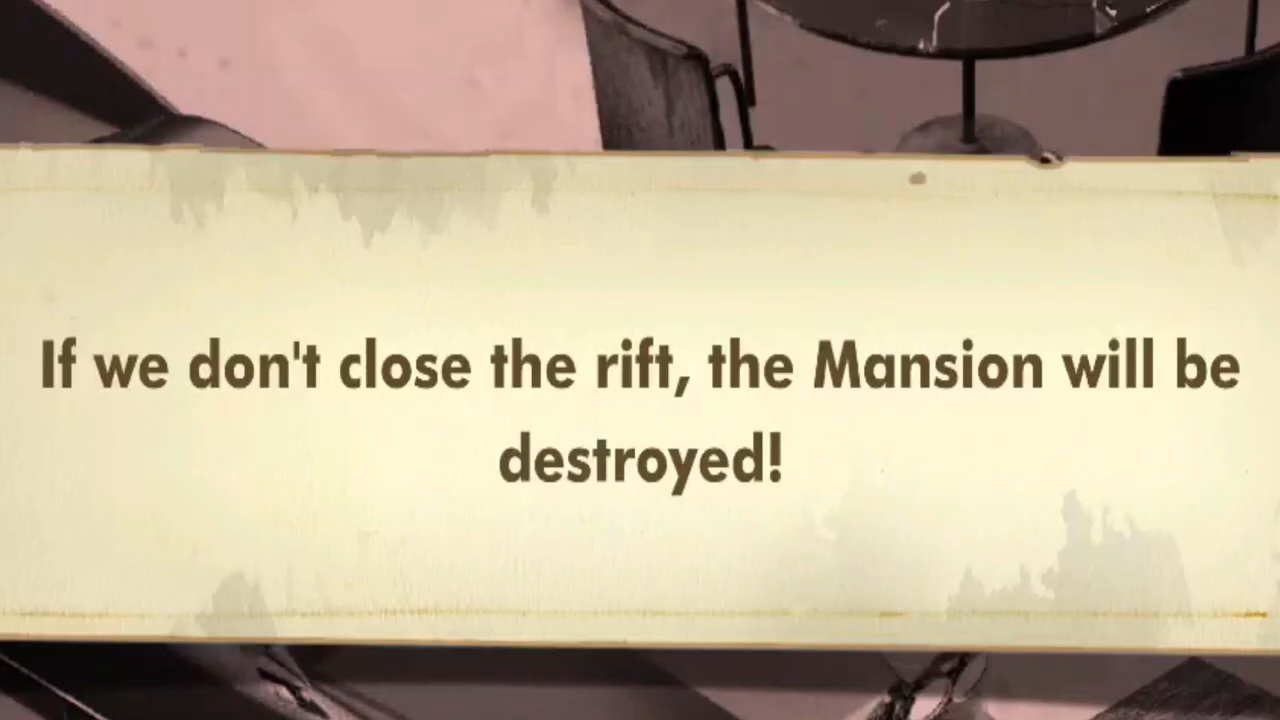 If we don't close the rift, the Mansion will be
destroyed!